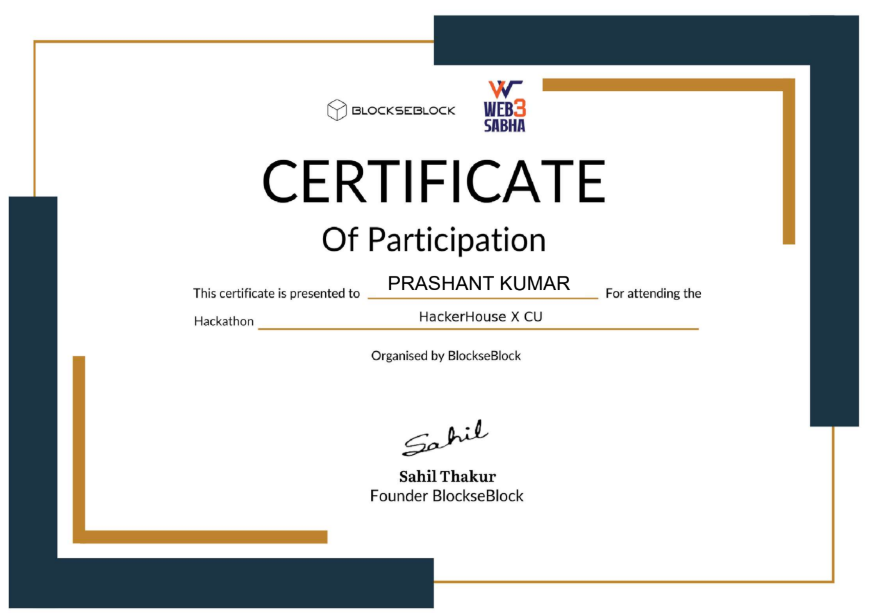 BLOCKSEBLOCK
WEB3
SABHA
CERTIFICATE
Of Participation
This certificate is presented to PRASHANT KUMAR For attending the
Hackathon HackerHouse X CU
Organised by BlockseBlock
Sahil
Sahil Thakur
Founder BlockseBlock